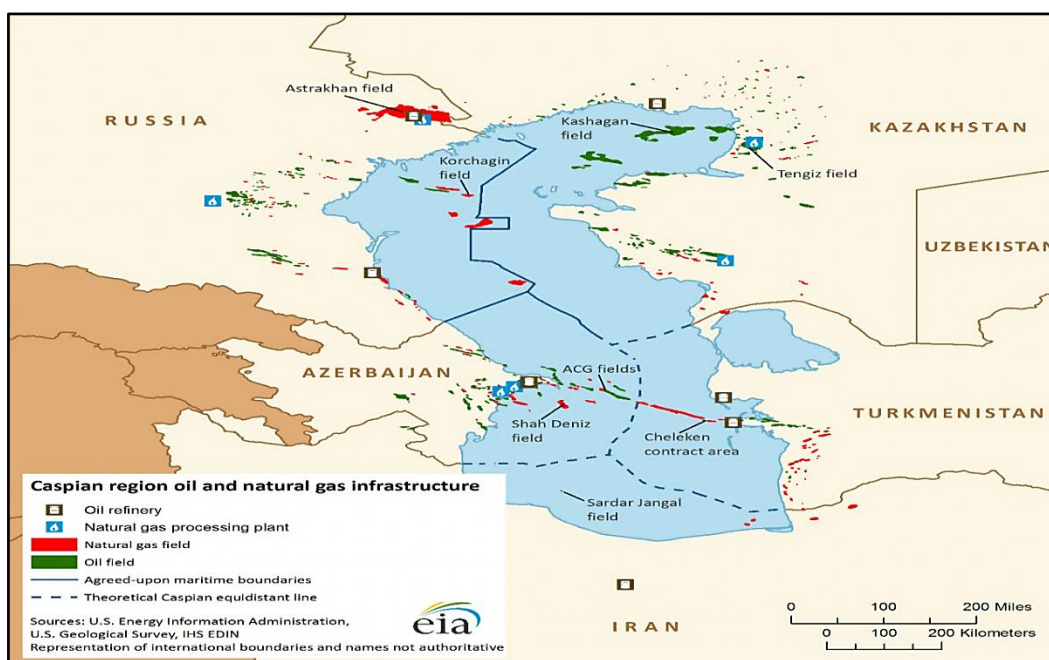 Astrakhan field
RUSSIA
Kashagan
field
KAZAKHSTAN
Korchagin
field
Tengiz field
UZBEKISTAN
AZERBAIJAN
ACG fields
Shah Deniz
field
TURKMENISTAN
Cheleken
contract area
Sardar Jangal
field
Caspian region oil and natural gas infrastructure
Oil refinery
Natural gas processing plant
Natural gas field
Oil field
Agreed-upon maritime boundaries
Theoretical Caspian equidistant line
Sources: U.S. Energy Information Administration,
U.S. Geological Survey, IHS EDIN
Representation of international boundaries and names not authoritative
eia
IRAN
0 100 200 Miles
0 100 200 Kilometers